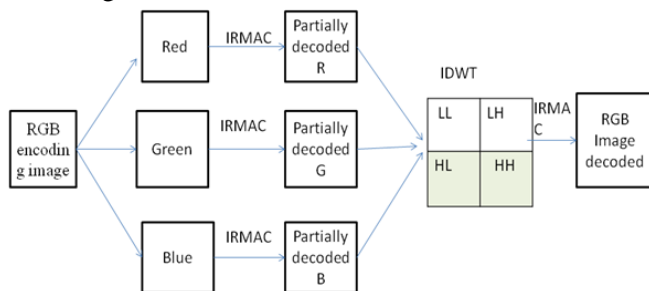 RGB
encodin
g image
Red
IRMAC
Partially
decoded
R
Green
IRMAC
Partially
decoded
G
Blue
IRMAC
Partially
decoded
B
IDWT
LL
LH
HL
HH
IRMA
C
RGB
Image
decoded